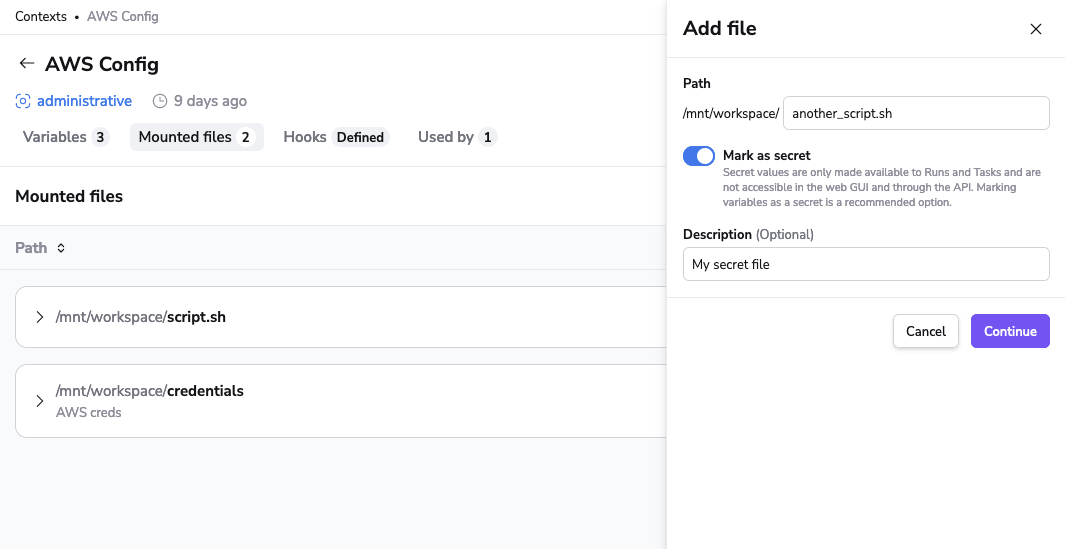 Contexts • AWS Config
AWS Config
administrative 9 days ago
Variables 3 Mounted files 2 Hooks Defined Used by 1
Mounted files
Path
/mnt/workspace/script.sh
/mnt/workspace/credentials
AWS creds
Add file
Path
/mnt/workspace/ another_script.sh
Mark as secret
Secret values are only made available to Runs and Tasks and are
not accessible in the web GUI and through the API. Marking
variables as a secret is a recommended option.
Description (Optional)
My secret file
Cancel Continue